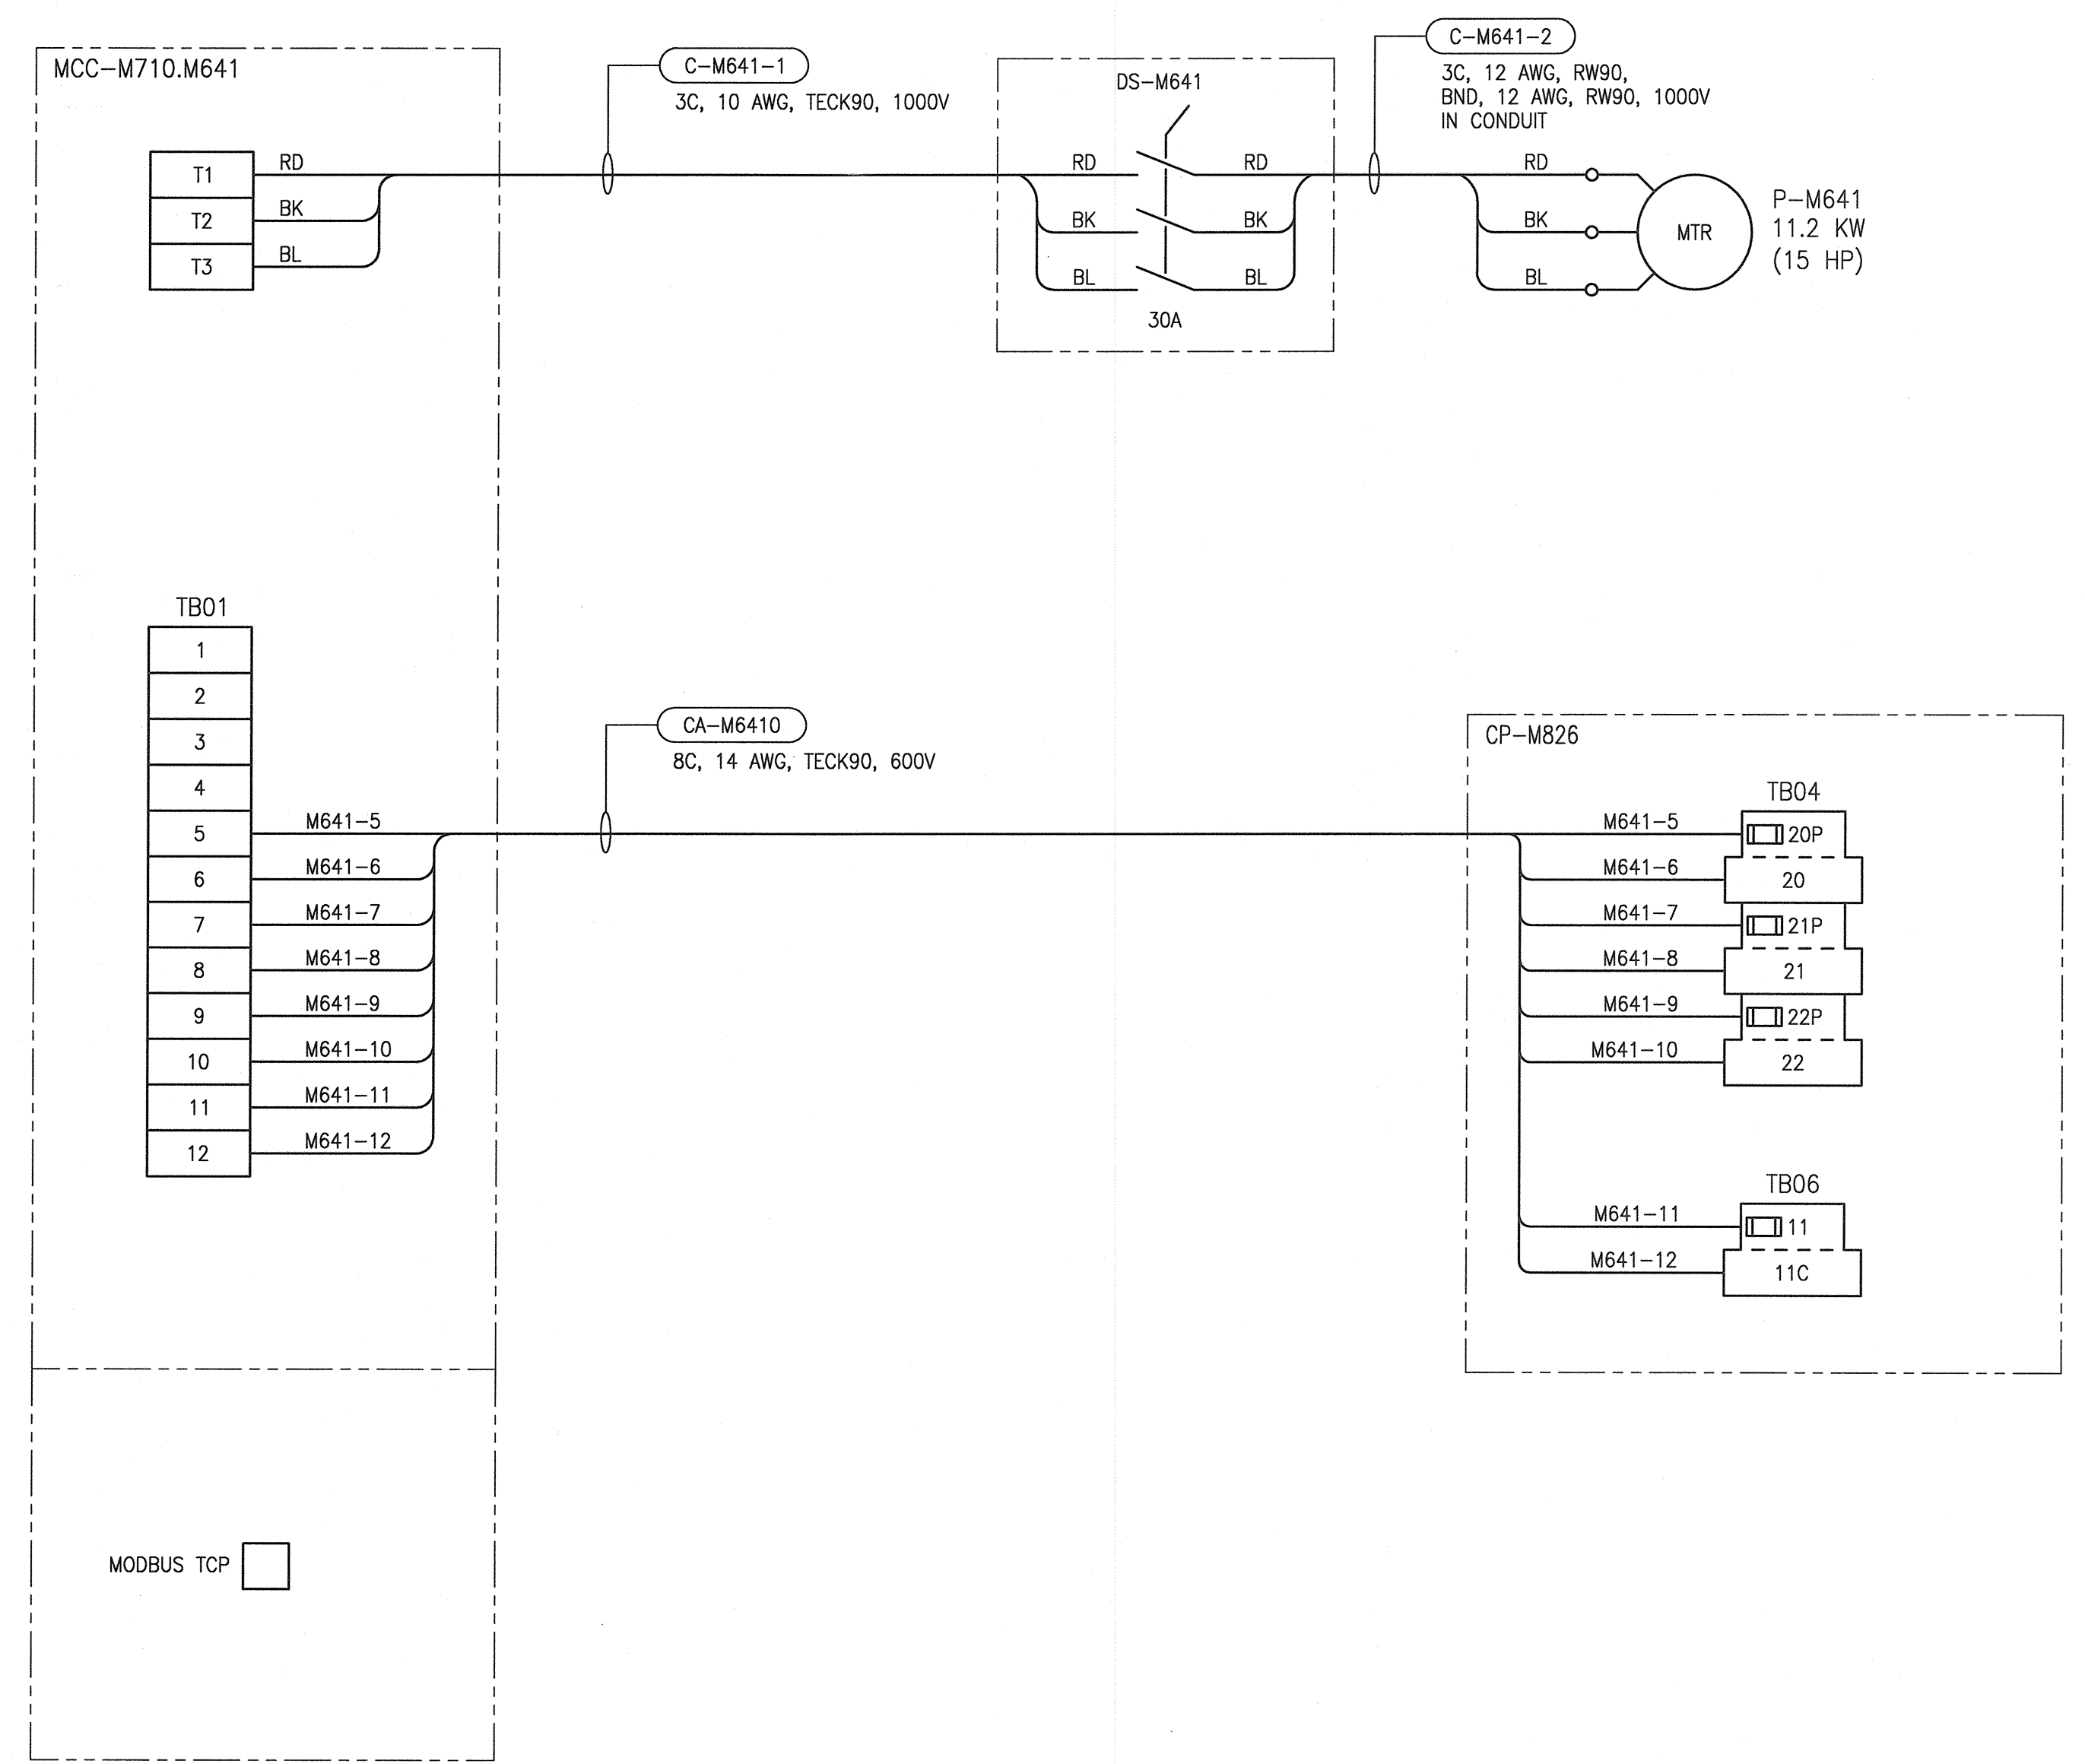 MCC-M710.M641
C-M641-1
3C, 10 AWG, TECK90, 1000V
DS-M641
C-M641-2
3C, 12 AWG, RW90,
BND, 12 AWG, RW90, 1000V
IN CONDUIT
T1
RD
RD
RD
RD
T2
BK
BK
BK
BK
T3
BL
BL
BL
BL
30A
MTR
P-M641
11.2 KW
(15 HP)
TB01
1
2
3
4
5
6
7
8
9
10
11
12
M641-5
M641-6
M641-7
M641-8
M641-9
M641-10
M641-11
M641-12
CA-M6410
8C, 14 AWG, TECK90, 600V
CP-M826
TB04
M641-5
20P
M641-6
20
M641-7
21P
M641-8
21
M641-9
22P
M641-10
22
TB06
M641-11
11
M641-12
11C
MODBUS TCP